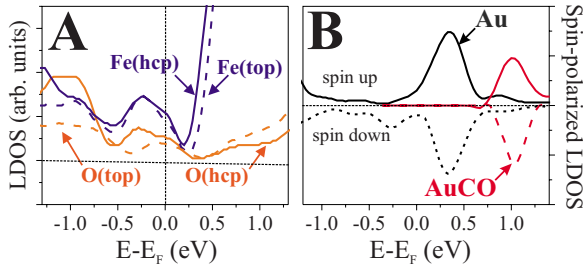 A
LDOS (arb. units)
Fe(hcp)
Fe(top)
O(top)
O(hcp)
-1.0 -0.5 0.0 0.5 1.0
E-E_F (eV)
B
Au
spin up
spin down
AuCO
-1.0 -0.5 0.0 0.5 1.0
E-E_F (eV)
Spin-polarized LDOS